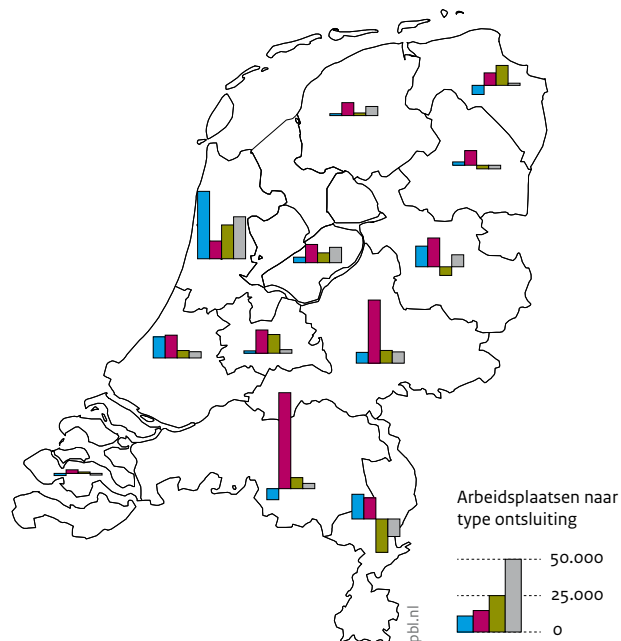 Arbeidsplaatsen naar
type ontsluiting
50.000
25.000
0
pbl.nl